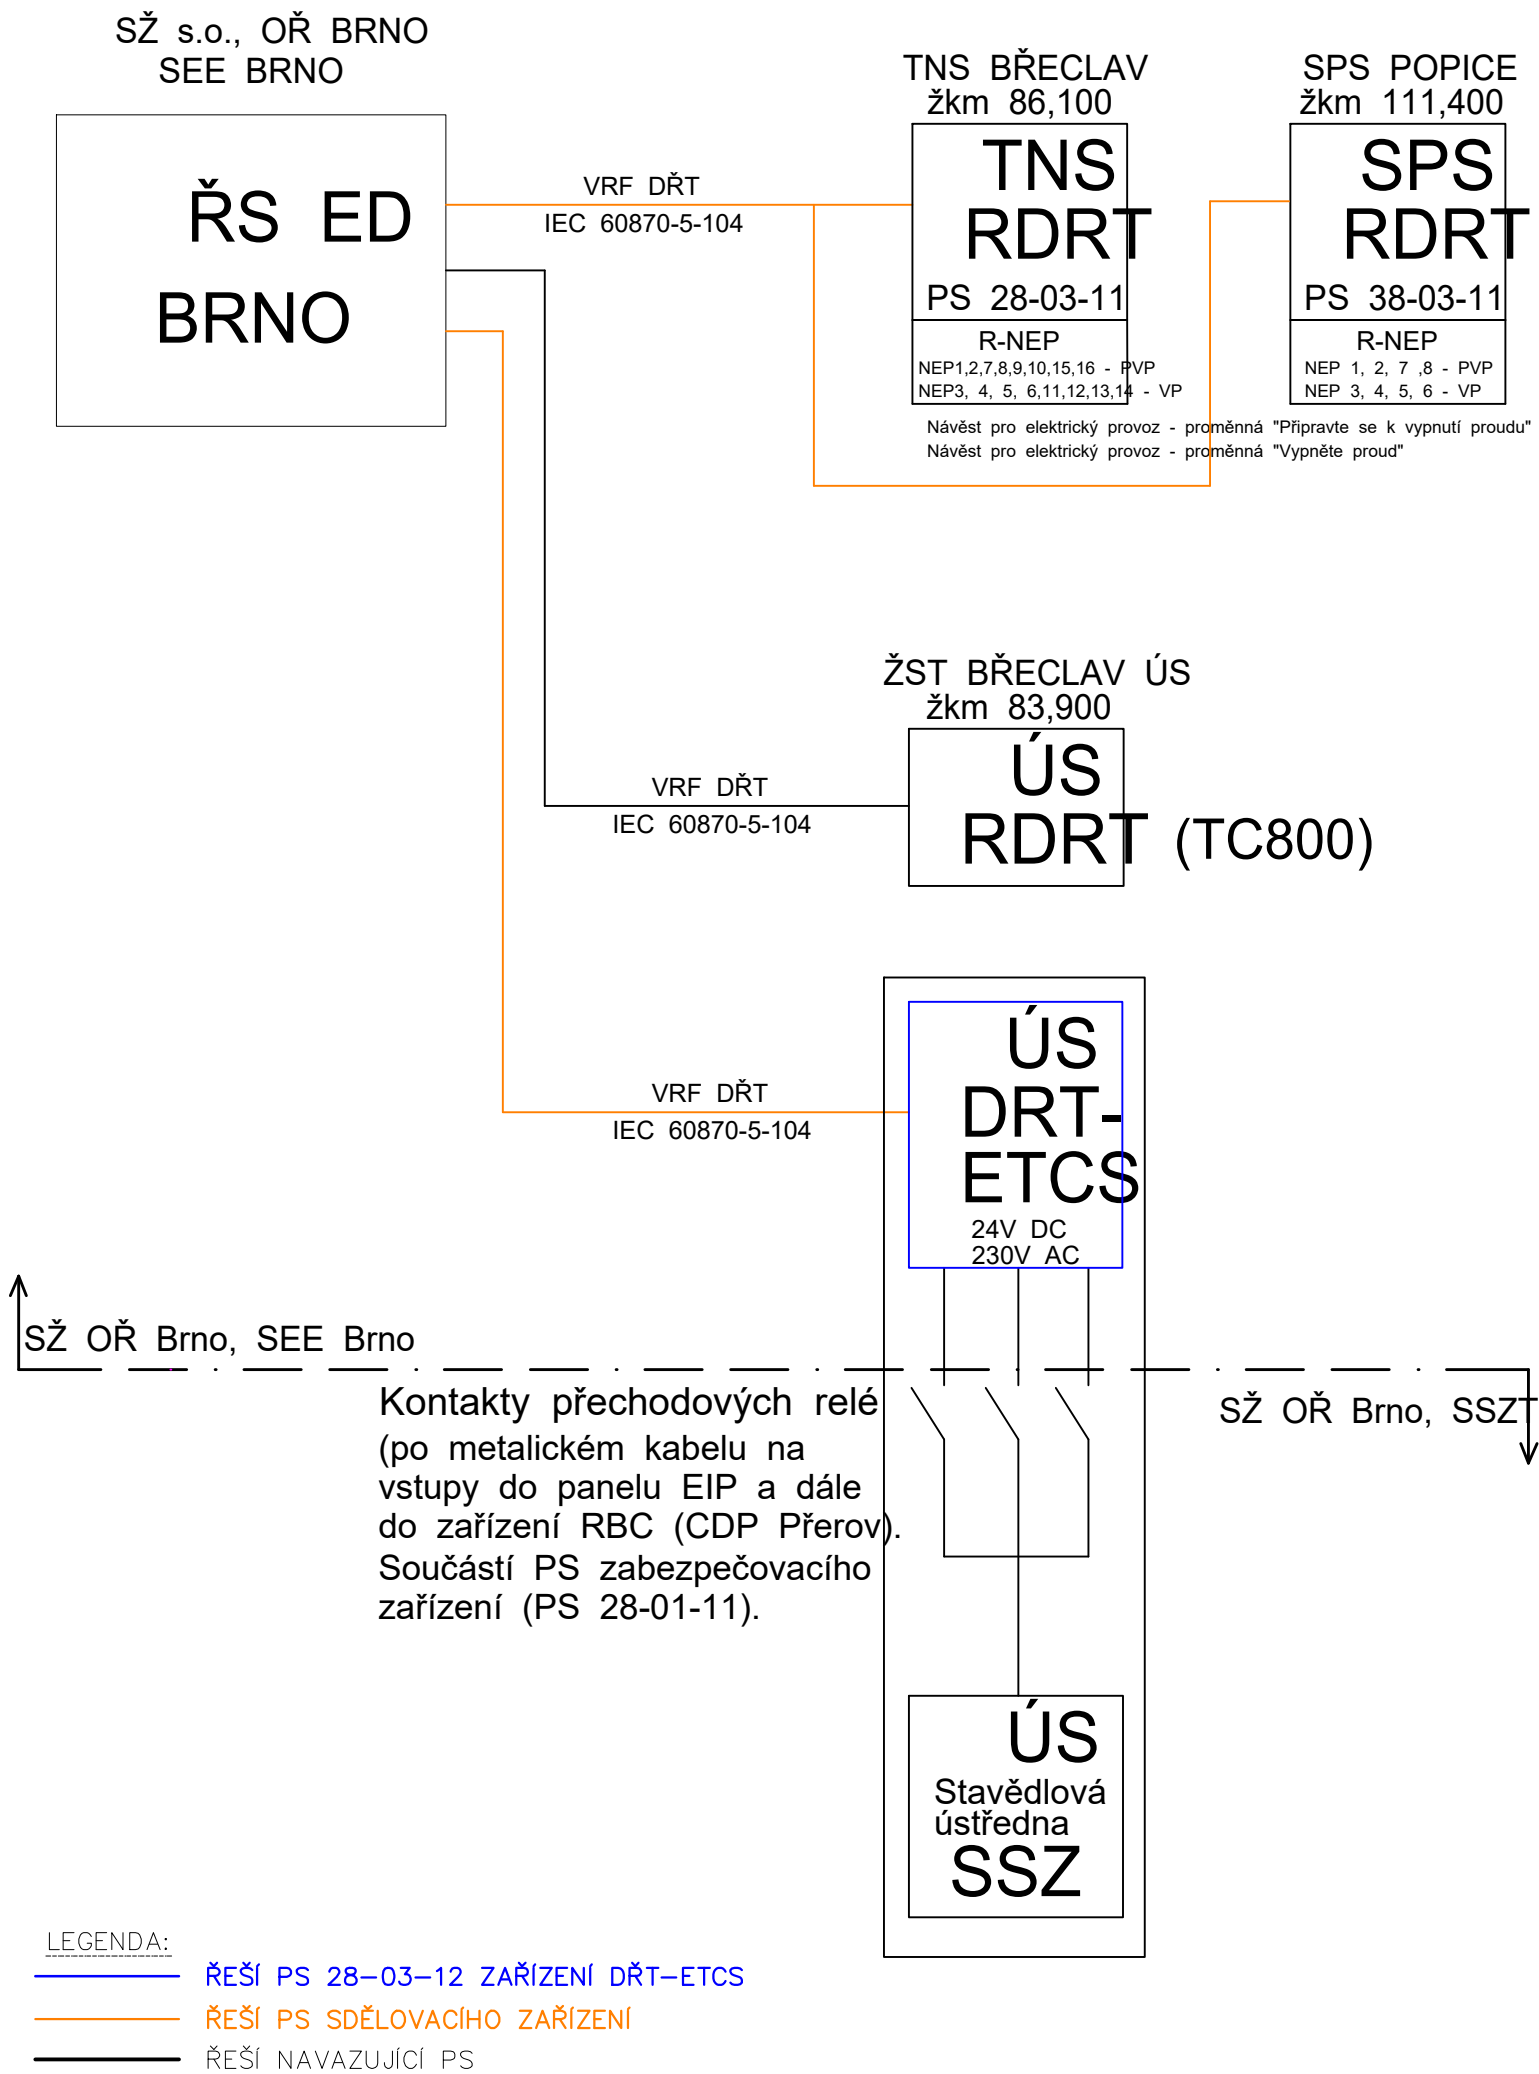 SŽ s.o., OŘ BRNO
SEE BRNO
ŘS ED
BRNO
VRF DŘT
IEC 60870-5-104
TNS BŘECLAV
žkm 86,100
TNS
RDRT
PS 28-03-11
R-NEP
NEP1,2,7,8,9,10,15,16 - PVP
NEP3, 4, 5, 6,11,12,13,14 - VP
SPS POPICE
žkm 111,400
SPS
RDRT
PS 38-03-11
R-NEP
NEP 1, 2, 7 ,8 - PVP
NEP 3, 4, 5, 6 - VP
Návěst pro elektrický provoz - proměnná "Připravte se k vypnutí proudu"
Návěst pro elektrický provoz - proměnná "Vypněte proud"
ŽST BŘECLAV ÚS
žkm 83,900
ÚS
RDRT (TC800)
VRF DŘT
IEC 60870-5-104
ÚS
DRT-
ETCS
24V DC
230V AC
VRF DŘT
IEC 60870-5-104
SŽ OŘ Brno, SEE Brno
SŽ OŘ Brno, SSZT
Kontakty přechodových relé
(po metalickém kabelu na
vstupy do panelu EIP a dále
do zařízení RBC (CDP Přerov).
Součástí PS zabezpečovacího
zařízení (PS 28-01-11).
ÚS
Stavědlová
ústředna
SSZ
LEGENDA:
ŘEŠÍ PS 28-03-12 ZAŘÍZENÍ DŘT-ETCS
ŘEŠÍ PS SDĚLOVACÍHO ZAŘÍZENÍ
ŘEŠÍ NAVAZUJÍCÍ PS